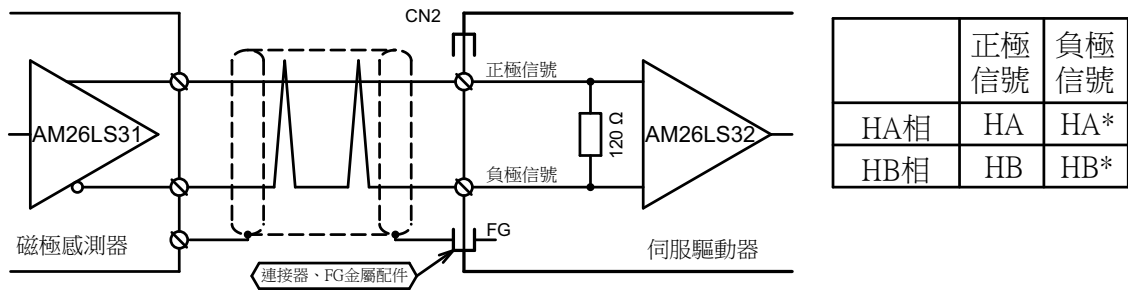 CN2
正極信號
AM26LS31
120 Ω
AM26LS32
負極信號
磁極感測器
FG
伺服驅動器
連接器、FG金屬配件
正極信號 負極信號
HA相 HA HA*
HB相 HB HB*